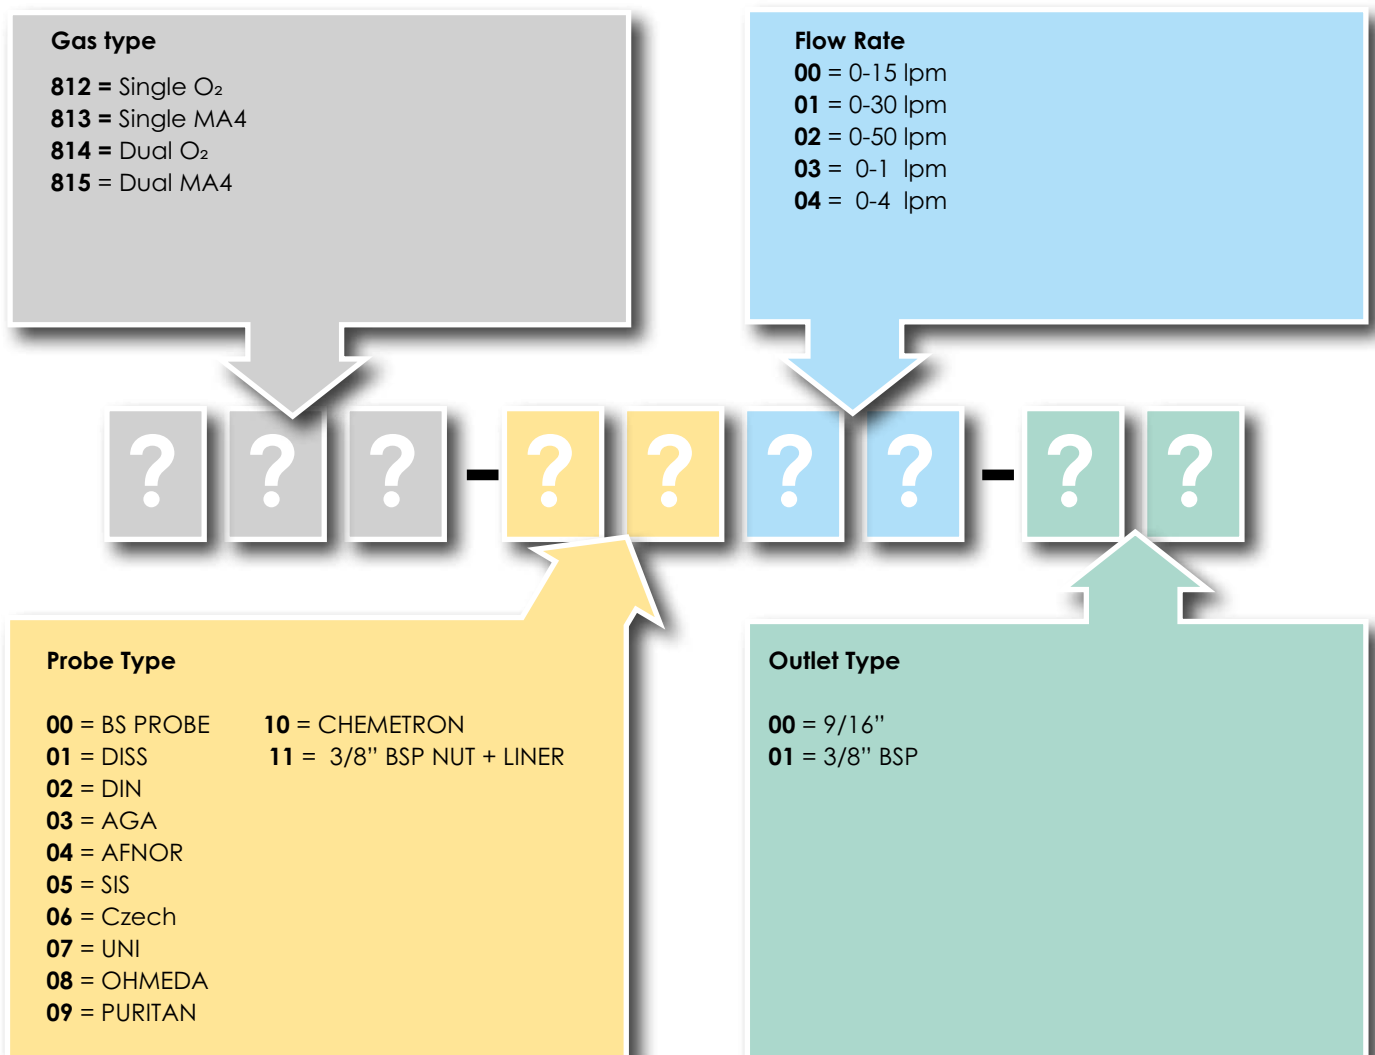 Gas type
812 = Single O₂
813 = Single MA4
814 = Dual O₂
815 = Dual MA4
Flow Rate
00 = 0-15 lpm
01 = 0-30 lpm
02 = 0-50 lpm
03 = 0-1 lpm
04 = 0-4 lpm
? ? ? - ? ? ? ? - ? ?
Probe Type
00 = BS PROBE
01 = DISS
02 = DIN
03 = AGA
04 = AFNOR
05 = SIS
06 = Czech
07 = UNI
08 = OHMEDA
09 = PURITAN
10 = CHEMETRON
11 = 3/8” BSP NUT + LINER
Outlet Type
00 = 9/16”
01 = 3/8” BSP